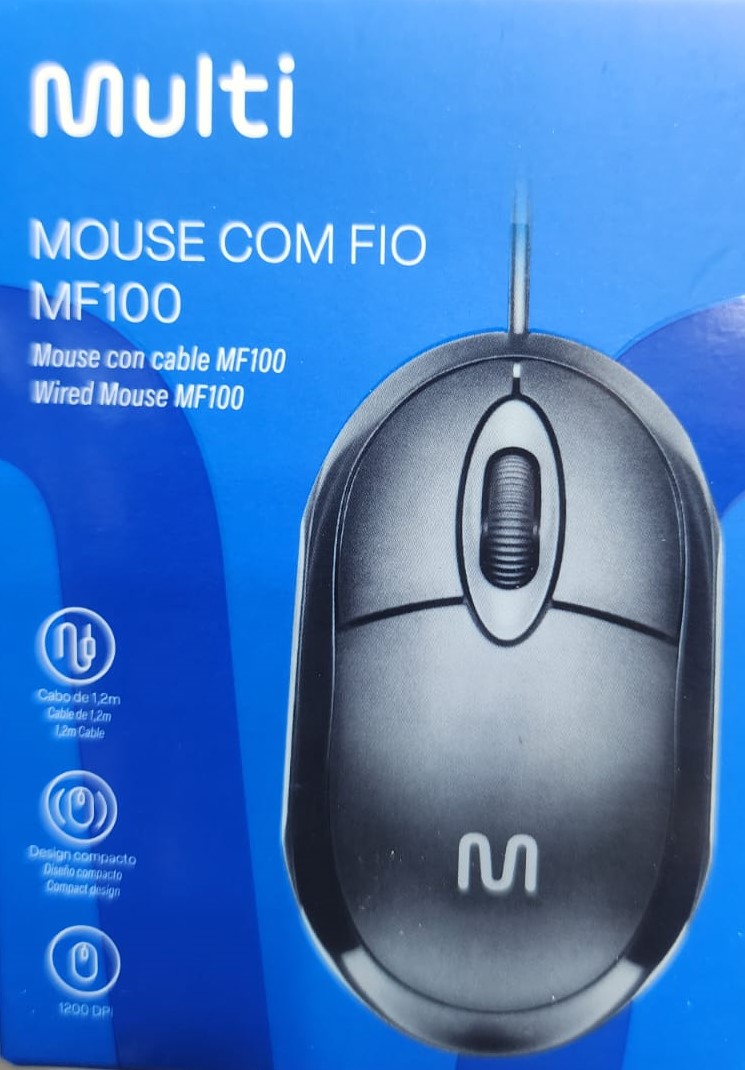 Multi
MOUSE COM FIO
MF100
Mouse con cable MF100
Wired Mouse MF100
Cabo de 1,2m
Cable de 1,2m
1,2m Cable
Design compacto
Diseño compacto
Compact design
1200 DPI
M